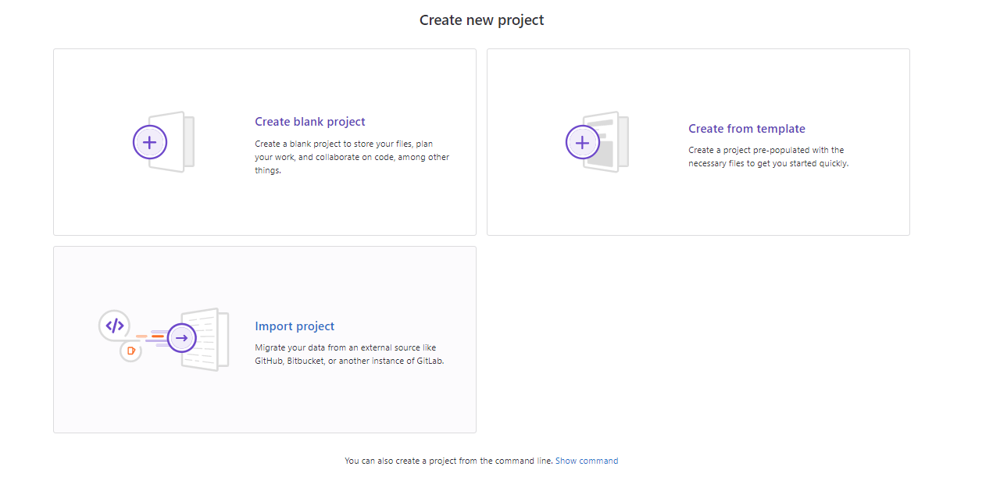 Create new project
Create blank project
Create a blank project to store your files, plan
your work, and collaborate on code, among other
things.
Create from template
Create a project pre-populated with the
necessary files to get you started quickly.
Import project
Migrate your data from an external source like
GitHub, Bitbucket, or another instance of GitLab.
You can also create a project from the command line. Show command